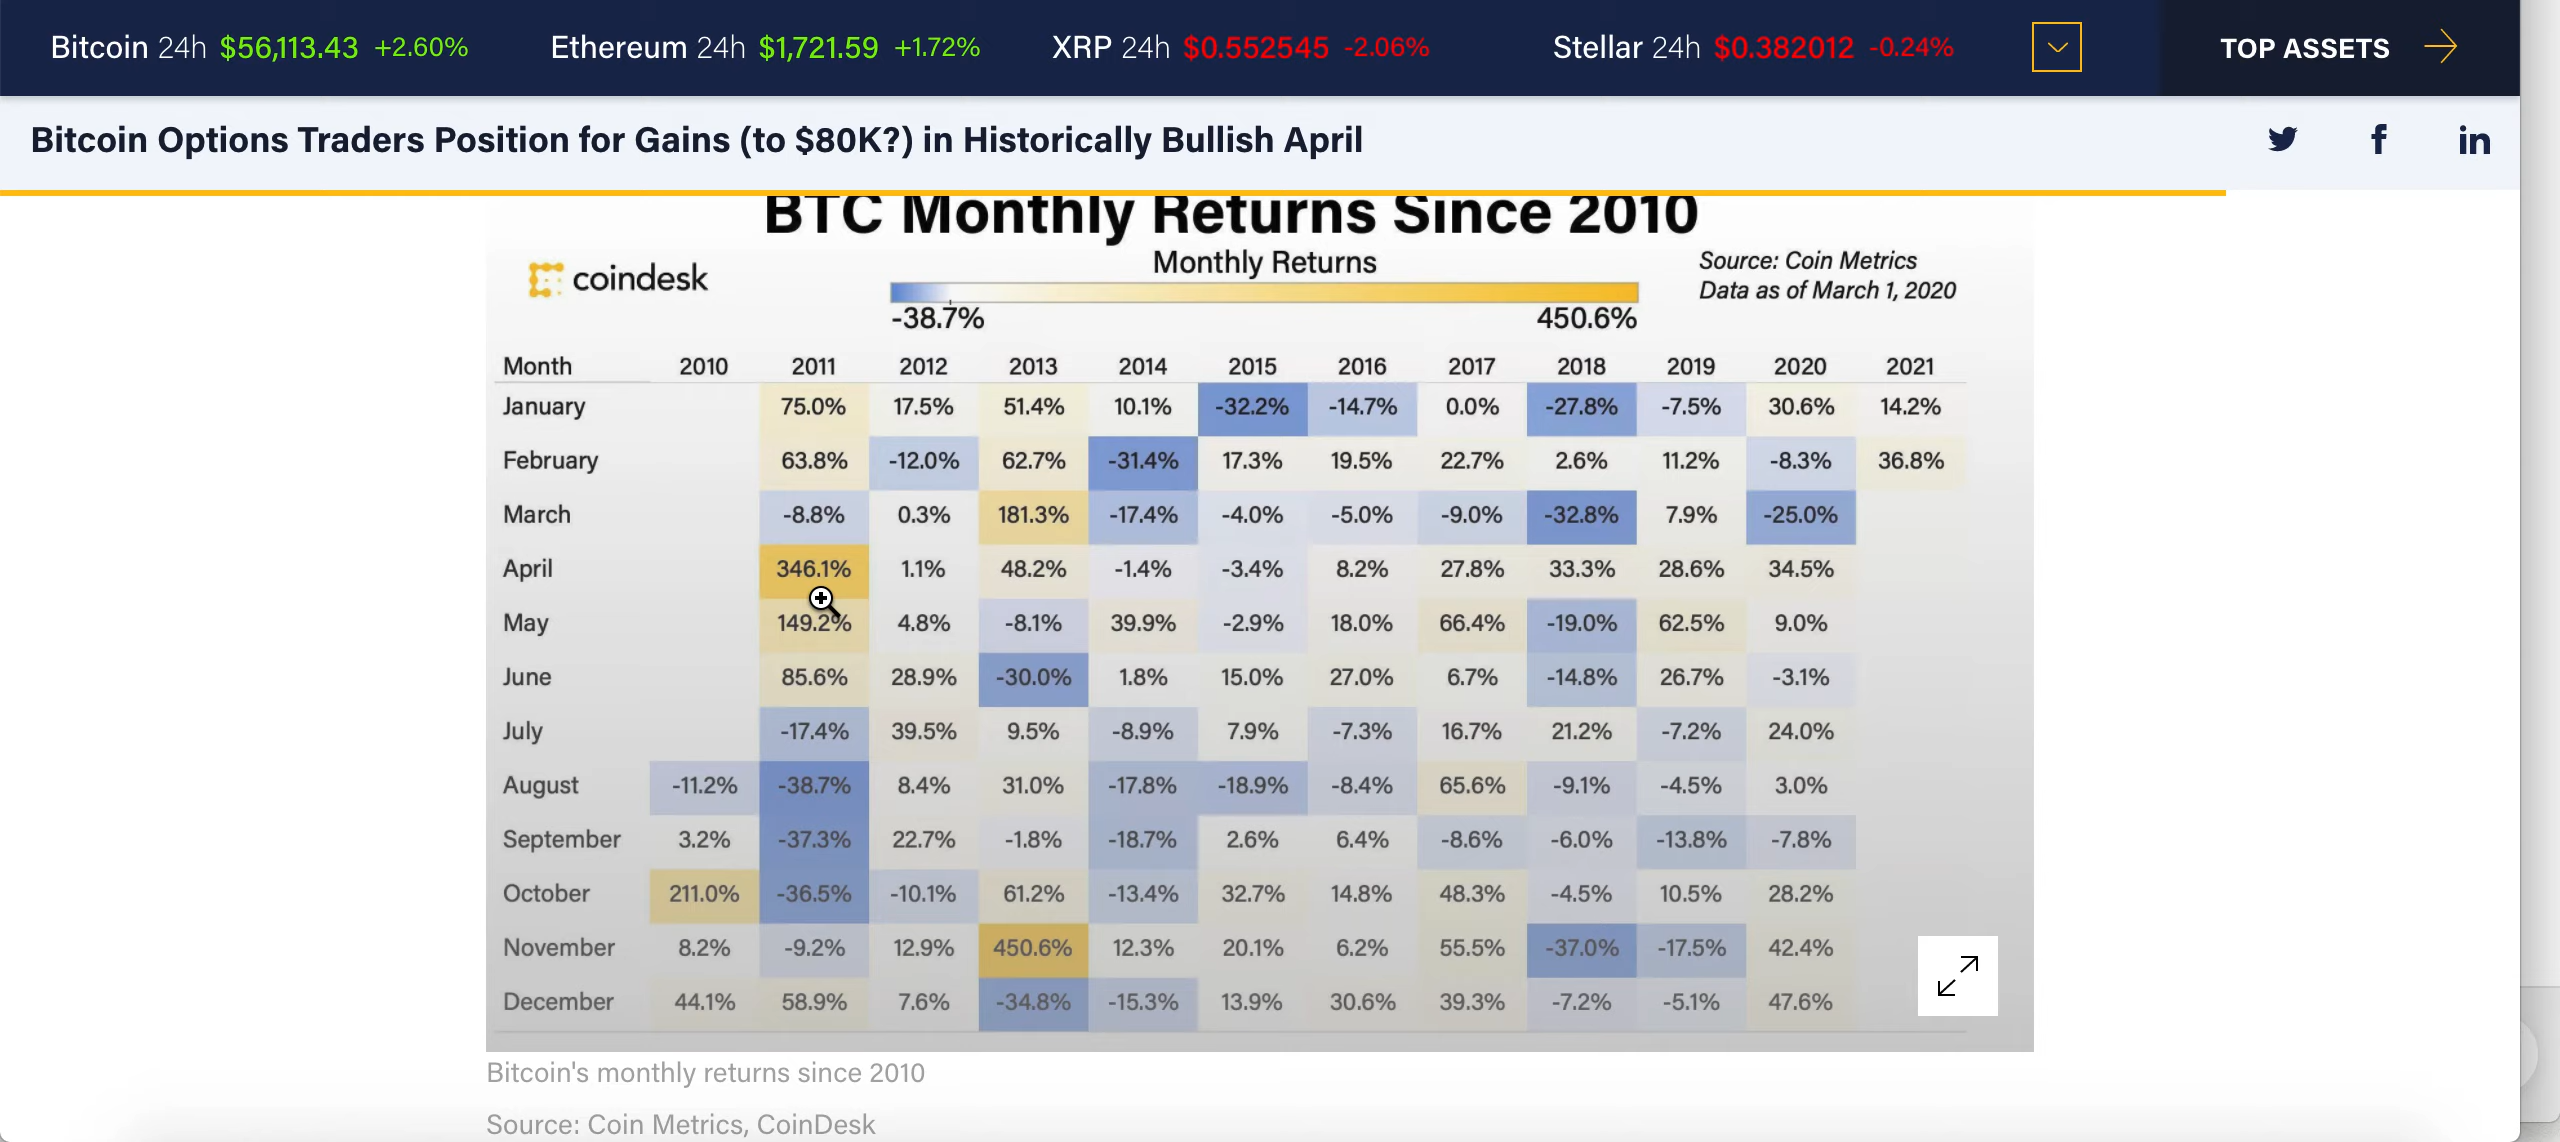 Bitcoin 24h $56,113.43 +2.60% Ethereum 24h $1,721.59 +1.72% XRP 24h $0.552545 -2.06% Stellar 24h $0.382012 -0.24% TOP ASSETS
Bitcoin Options Traders Position for Gains (to $80K?) in Historically Bullish April
BTC Monthly Returns Since 2010
coindesk
Monthly Returns
-38.7% 450.6%
Source: Coin Metrics
Data as of March 1, 2020
Month 2010 2011 2012 2013 2014 2015 2016 2017 2018 2019 2020 2021
January 75.0% 17.5% 51.4% 10.1% -32.2% -14.7% 0.0% -27.8% -7.5% 30.6% 14.2%
February 63.8% -12.0% 62.7% -31.4% 17.3% 19.5% 22.7% 2.6% 11.2% -8.3% 36.8%
March -8.8% 0.3% 181.3% -17.4% -4.0% -5.0% -9.0% -32.8% 7.9% -25.0%
April 346.1% 1.1% 48.2% -1.4% -3.4% 8.2% 27.8% 33.3% 28.6% 34.5%
May 149.2% 4.8% -8.1% 39.9% -2.9% 18.0% 66.4% -19.0% 62.5% 9.0%
June 85.6% 28.9% -30.0% 1.8% 15.0% 27.0% 6.7% -14.8% 26.7% -3.1%
July -17.4% 39.5% 9.5% -8.9% 7.9% -7.3% 16.7% 21.2% -7.2% 24.0%
August -11.2% -38.7% 8.4% 31.0% -17.8% -18.9% -8.4% 65.6% -9.1% -4.5% 3.0%
September 3.2% -37.3% 22.7% -1.8% -18.7% 2.6% 6.4% -8.6% -6.0% -13.8% -7.8%
October 211.0% -36.5% -10.1% 61.2% -13.4% 32.7% 14.8% 48.3% -4.5% 10.5% 28.2%
November 8.2% -9.2% 12.9% 450.6% 12.3% 20.1% 6.2% 55.5% -37.0% -17.5% 42.4%
December 44.1% 58.9% 7.6% -34.8% -15.3% 13.9% 30.6% 39.3% -7.2% -5.1% 47.6%
Bitcoin's monthly returns since 2010
Source: Coin Metrics, CoinDesk